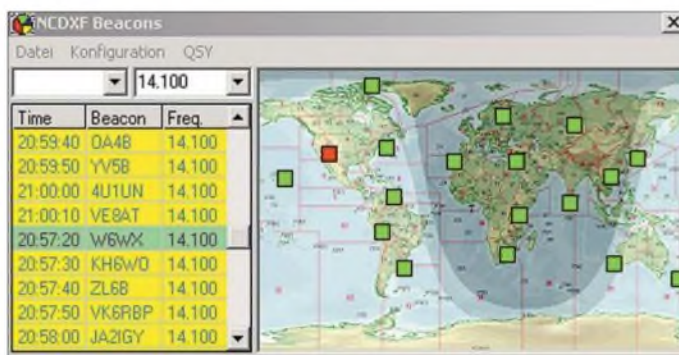 NCDXF Beacons
Datei Konfiguration QSY
14.100
Time Beacon Freq.
20:59:40 OA4B 14.100
20:59:50 YV5B 14.100
21:00:00 4U1UN 14.100
21:00:10 VE8AT 14.100
20:57:20 W6WX 14.100
20:57:30 KH6WO 14.100
20:57:40 ZL6B 14.100
20:57:50 VK6RBP 14.100
20:58:00 JA2IGY 14.100